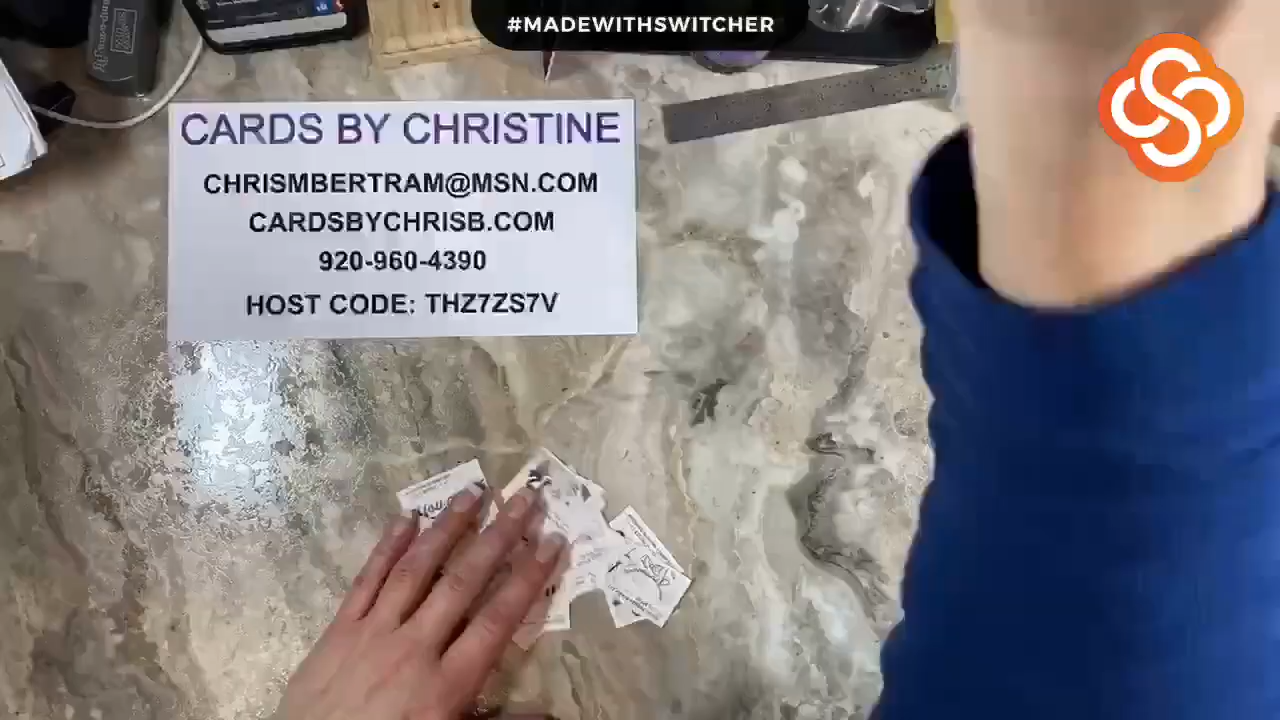 #MADEWITHSWITCHER
CARDS BY CHRISTINE
CHRISMBERTRAM@MSN.COM
CARDSBYCHRISB.COM
920-960-4390
HOST CODE: THZ7ZS7V